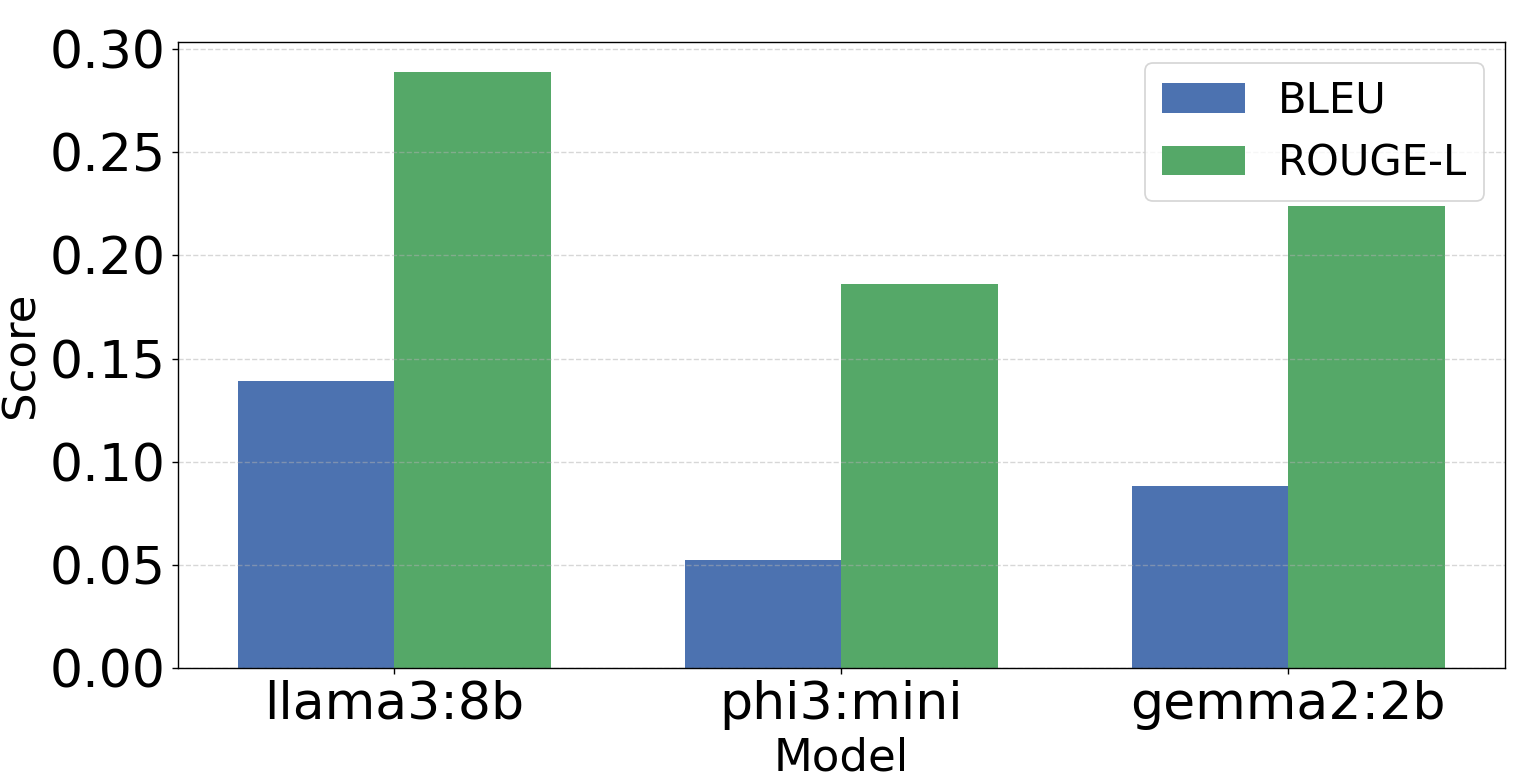 0.30
0.25
0.20
0.15
0.10
0.05
0.00
Score
BLEU
ROUGE-L
llama3:8b
phi3:mini
gemma2:2b
Model